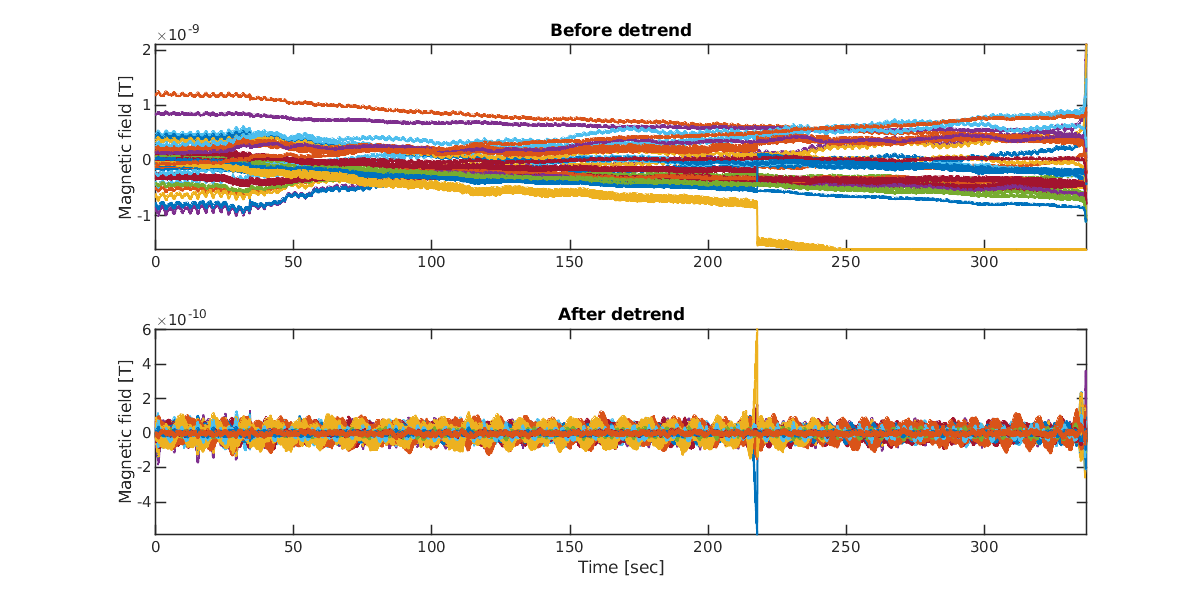 Before detrend
×10-9
2
1
0
-1
Magnetic field [T]
0 50 100 150 200 250 300
After detrend
×10-10
6
4
2
0
-2
-4
Magnetic field [T]
0 50 100 150 200 250 300
Time [sec]